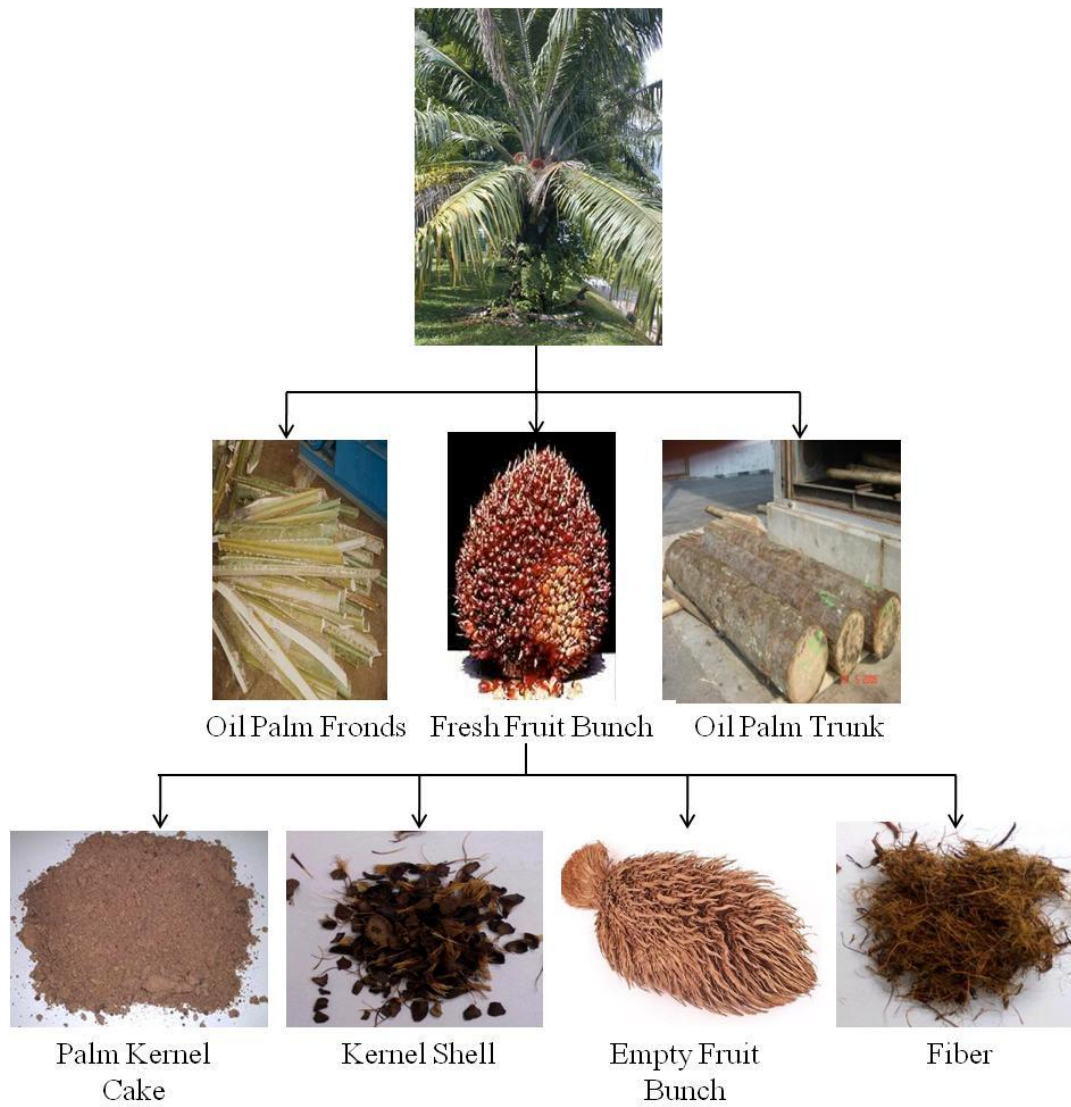 Oil Palm Fronds
Fresh Fruit Bunch
Oil Palm Trunk
Palm Kernel
Cake
Kernel Shell
Empty Fruit
Bunch
Fiber